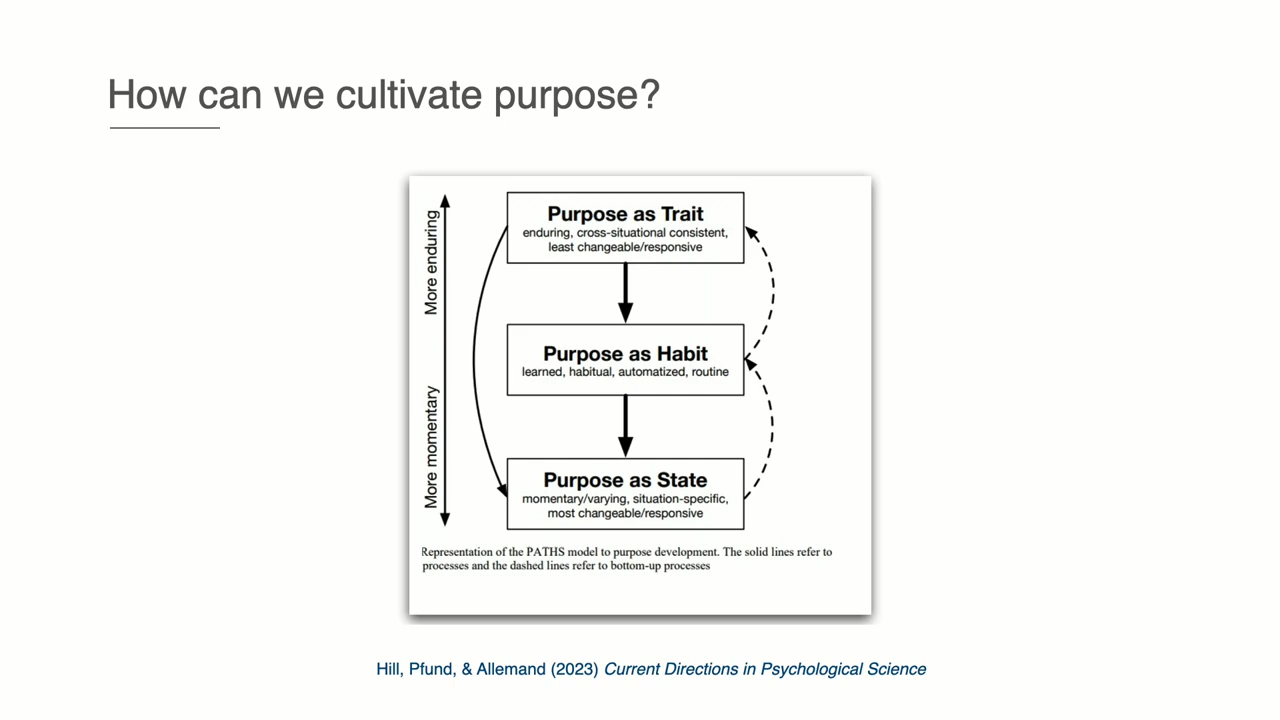 How can we cultivate purpose?
More enduring
More momentary
Purpose as Trait
enduring, cross-situational consistent,
least changeable/responsive
Purpose as Habit
learned, habitual, automatized, routine
Purpose as State
momentary/varying, situation-specific,
most changeable/responsive
Representation of the PATHS model to purpose development. The solid lines refer to
processes and the dashed lines refer to bottom-up processes
Hill, Pfund, & Allemand (2023) Current Directions in Psychological Science